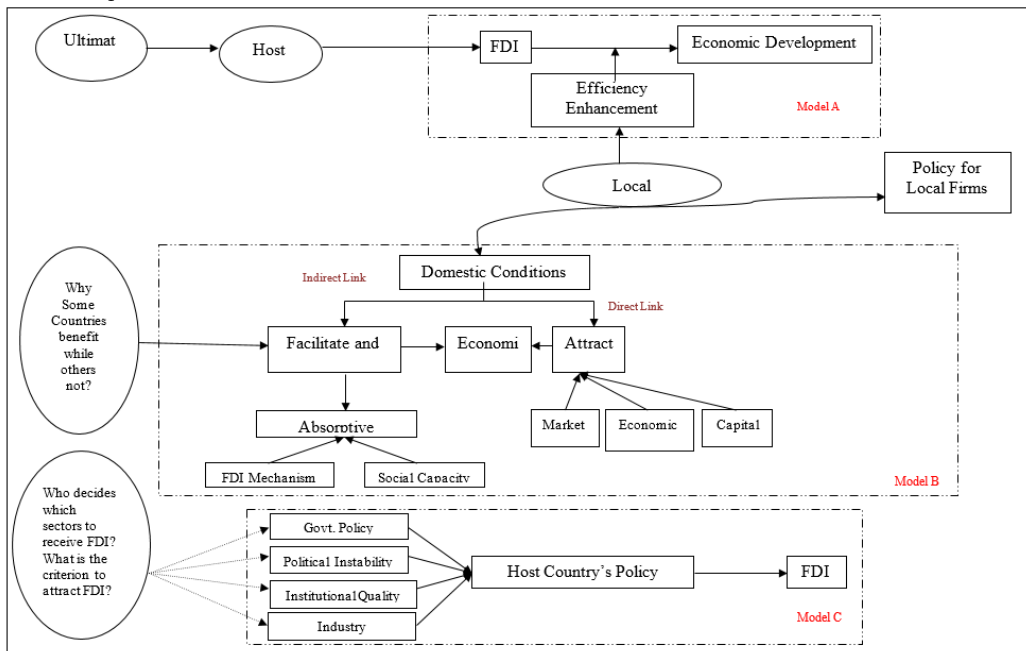 Ultimat
Host
FDI
Economic Development
Efficiency
Enhancement
Model A
Local
Policy for
Local Firms
Domestic Conditions
Indirect Link
Direct Link
Why
Some
Countries
benefit
while
others
not?
Facilitate and
Economi
Attract
Absorptive
Market
Economic
Capital
FDI Mechanism
Social Capacity
Model B
Who decides
which
sectors to
receive FDI?
What is the
criterion to
attract FDI?
Govt. Policy
Political Instability
Institutional Quality
Industry
Host Country's Policy
FDI
Model C